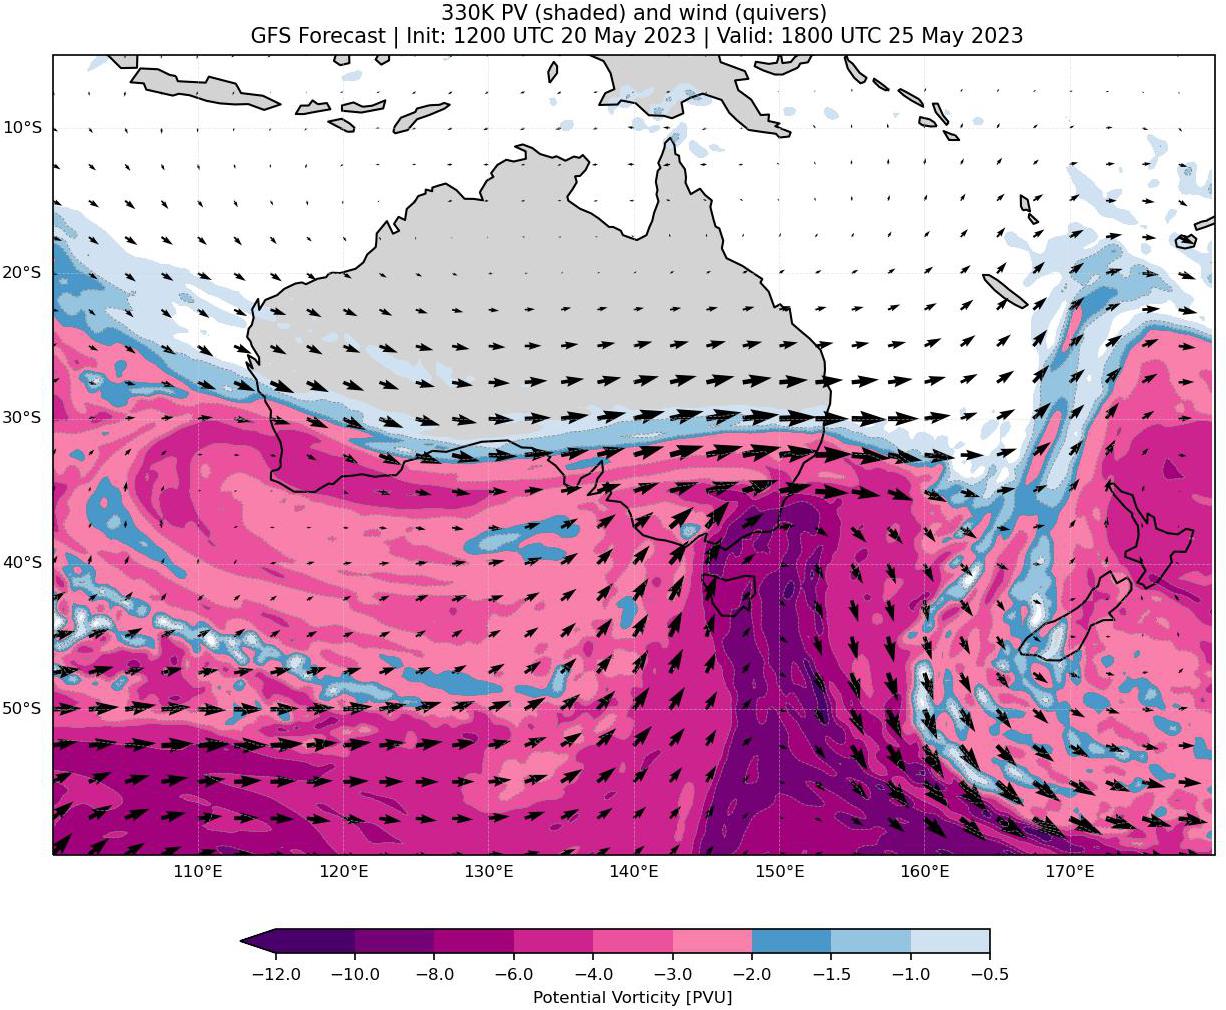 330K PV (shaded) and wind (quivers)
GFS Forecast | Init: 1200 UTC 20 May 2023 | Valid: 1800 UTC 25 May 2023
10°S
20°S
30°S
40°S
50°S
110°E 120°E 130°E 140°E 150°E 160°E 170°E
−12.0 −10.0 −8.0 −6.0 −4.0 −3.0 −2.0 −1.5 −1.0 −0.5
Potential Vorticity [PVU]